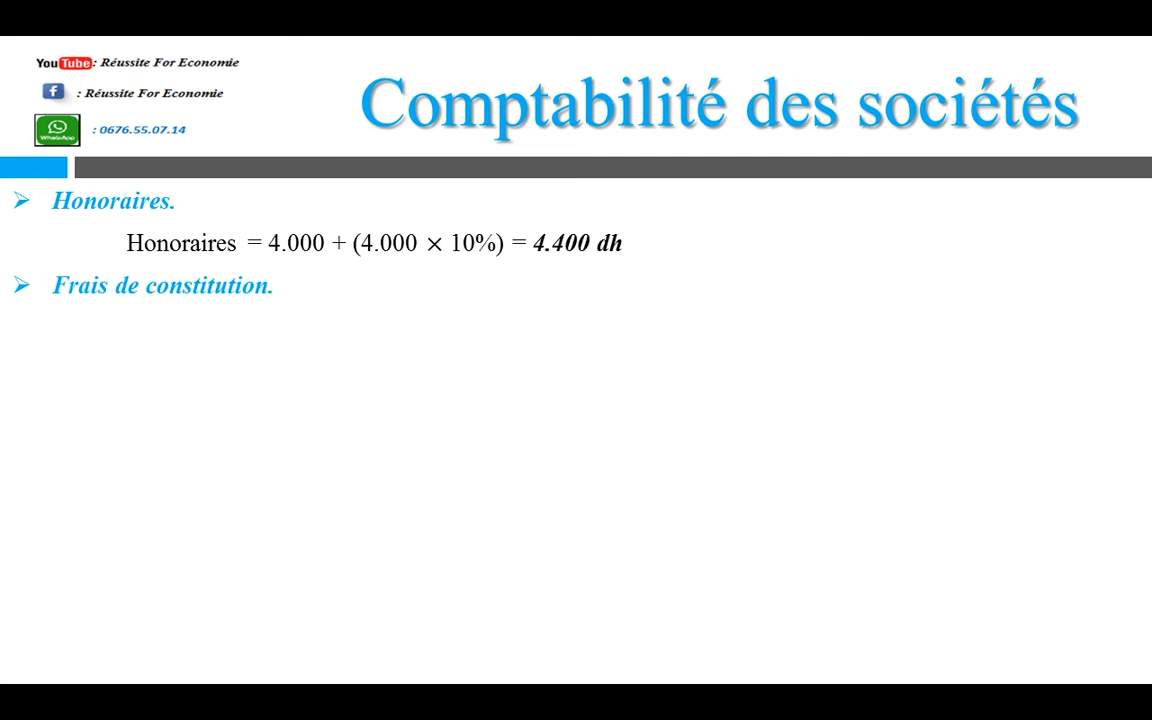 YouTube : Réussite For Economie
f : Réussite For Economie
WhatsApp : 0676.55.07.14
Comptabilité des sociétés
➢ Honoraires.
Honoraires = 4.000 + (4.000 × 10%) = 4.400 dh
➢ Frais de constitution.